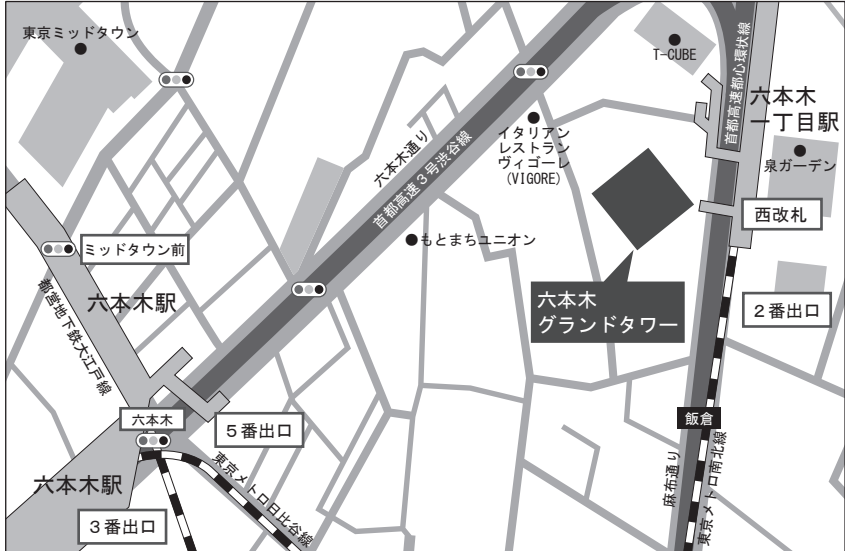 東京ミッドタウン
T-CUBE
首都高速都心環状線
六本木
一丁目駅
泉ガーデン
六本木通り
首都高速3号渋谷線
イタリアン
レストラン
ヴィゴーレ
(VIGORE)
西改札
もとまちユニオン
ミッドタウン前
六本木駅
都営地下鉄大江戸線
六本木
グランドタワー
2番出口
六本木
5番出口
飯倉
六本木駅
東京メトロ日比谷線
麻布通り
東京メトロ南北線
3番出口